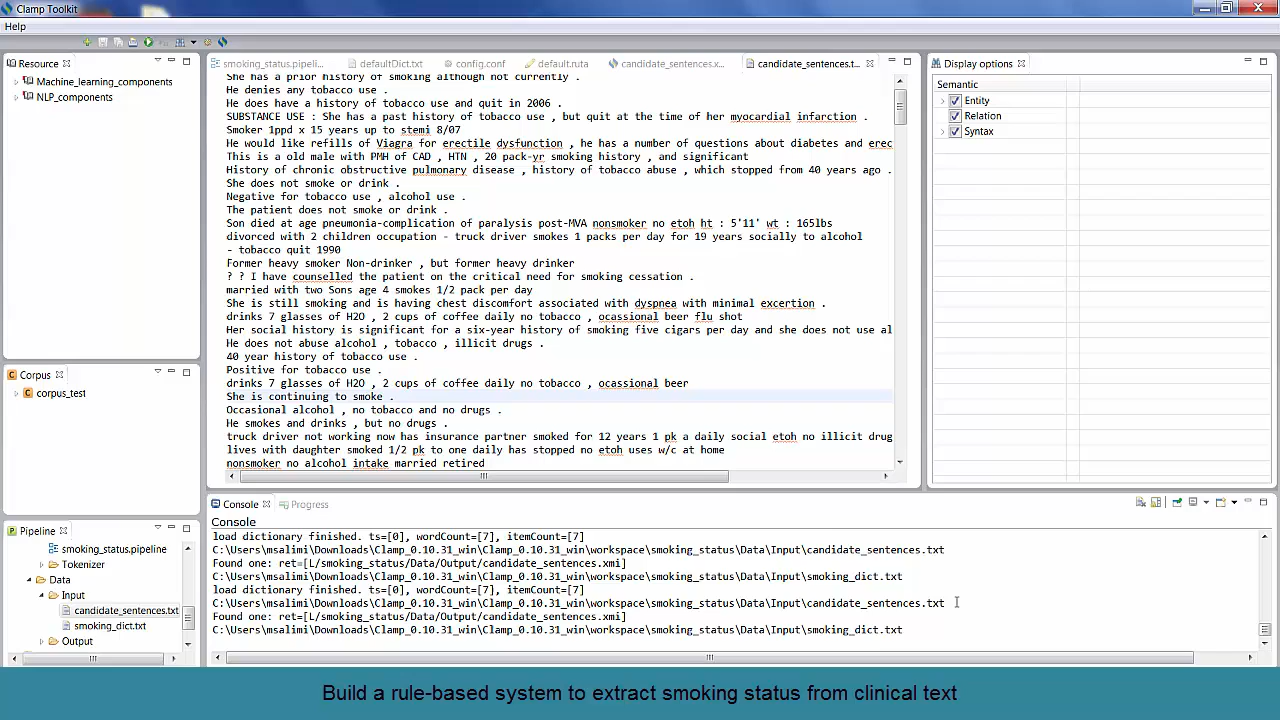 Clamp Toolkit
Help
Resource
Machine_learning_components
NLP_components
Corpus
corpus_test
Pipeline
smoking_status.pipeline
Tokenizer
Data
Input
candidate_sentences.txt
smoking_dict.txt
Output
smoking_status.pipeli...
defaultDict.txt
config.conf
default.ruta
candidate_sentences.x...
candidate_sentences.t...
She has a prior history of smoking although not currently .
He denies any tobacco use .
He does have a history of tobacco use and quit in 2006 .
SUBSTANCE USE : She has a past history of tobacco use , but quit at the time of her myocardial infarction .
Smoker 1ppd x 15 years up to stemi 8/07
He would like refills of Viagra for erectile dysfunction , he has a number of questions about diabetes and erec
This is a old male with PMH of CAD , HTN , 20 pack-yr smoking history , and significant
History of chronic obstructive pulmonary disease , history of tobacco abuse , which stopped from 40 years ago .
She does not smoke or drink .
Negative for tobacco use , alcohol use .
The patient does not smoke or drink .
Son died at age pneumonia-complication of paralysis post-MVA nonsmoker no etoh ht : 5'11' wt : 165lbs
divorced with 2 children occupation - truck driver smokes 1 packs per day for 19 years socially to alcohol
- tobacco quit 1990
Former heavy smoker Non-drinker , but former heavy drinker
? ? I have counselled the patient on the critical need for smoking cessation .
married with two Sons age 4 smokes 1/2 pack per day
She is still smoking and is having chest discomfort associated with dyspnea with minimal excertion .
drinks 7 glasses of H2O , 2 cups of coffee daily no tobacco , ocassional beer flu shot
Her social history is significant for a six-year history of smoking five cigars per day and she does not use al
He does not abuse alcohol , tobacco , illicit drugs .
40 year history of tobacco use .
Positive for tobacco use .
drinks 7 glasses of H2O , 2 cups of coffee daily no tobacco , ocassional beer
She is continuing to smoke .
Occasional alcohol , no tobacco and no drugs .
He smokes and drinks , but no drugs .
truck driver not working now has insurance partner smoked for 12 years 1 pk a daily social etoh no illicit drug
lives with daughter smoked 1/2 pk to one daily has stopped no etoh uses w/c at home
nonsmoker no alcohol intake married retired
Display options
Semantic
Entity
Relation
Syntax
Console
Progress
Console
load dictionary finished. ts=[0], wordCount=[7], itemCount=[7]
C:\Users\msalimi\Downloads\Clamp_0.10.31_win\Clamp_0.10.31_win\workspace\smoking_status\Data\Input\candidate_sentences.txt
Found one: ret=[L/smoking_status/Data/Output/candidate_sentences.xmi]
C:\Users\msalimi\Downloads\Clamp_0.10.31_win\Clamp_0.10.31_win\workspace\smoking_status\Data\Input\smoking_dict.txt
load dictionary finished. ts=[0], wordCount=[7], itemCount=[7]
C:\Users\msalimi\Downloads\Clamp_0.10.31_win\Clamp_0.10.31_win\workspace\smoking_status\Data\Input\candidate_sentences.txt
Found one: ret=[L/smoking_status/Data/Output/candidate_sentences.xmi]
C:\Users\msalimi\Downloads\Clamp_0.10.31_win\Clamp_0.10.31_win\workspace\smoking_status\Data\Input\smoking_dict.txt
Build a rule-based system to extract smoking status from clinical text